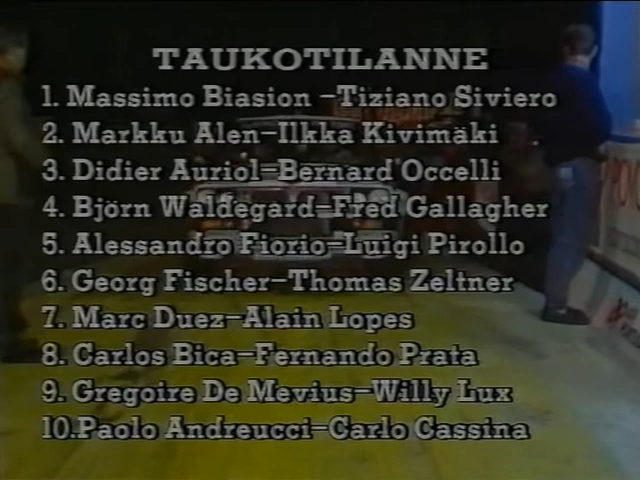 TAUKOTILANNE
1. Massimo Biasion –Tiziano Siviero
2. Markku Alen–Ilkka Kivimäki
3. Didier Auriol–Bernard Occelli
4. Björn Waldegard–Fred Gallagher
5. Alessandro Fiorio–Luigi Pirollo
6. Georg Fischer–Thomas Zeltner
7. Marc Duez–Alain Lopes
8. Carlos Bica–Fernando Prata
9. Gregoire De Mevius–Willy Lux
10.Paolo Andreucci–Carlo Cassina